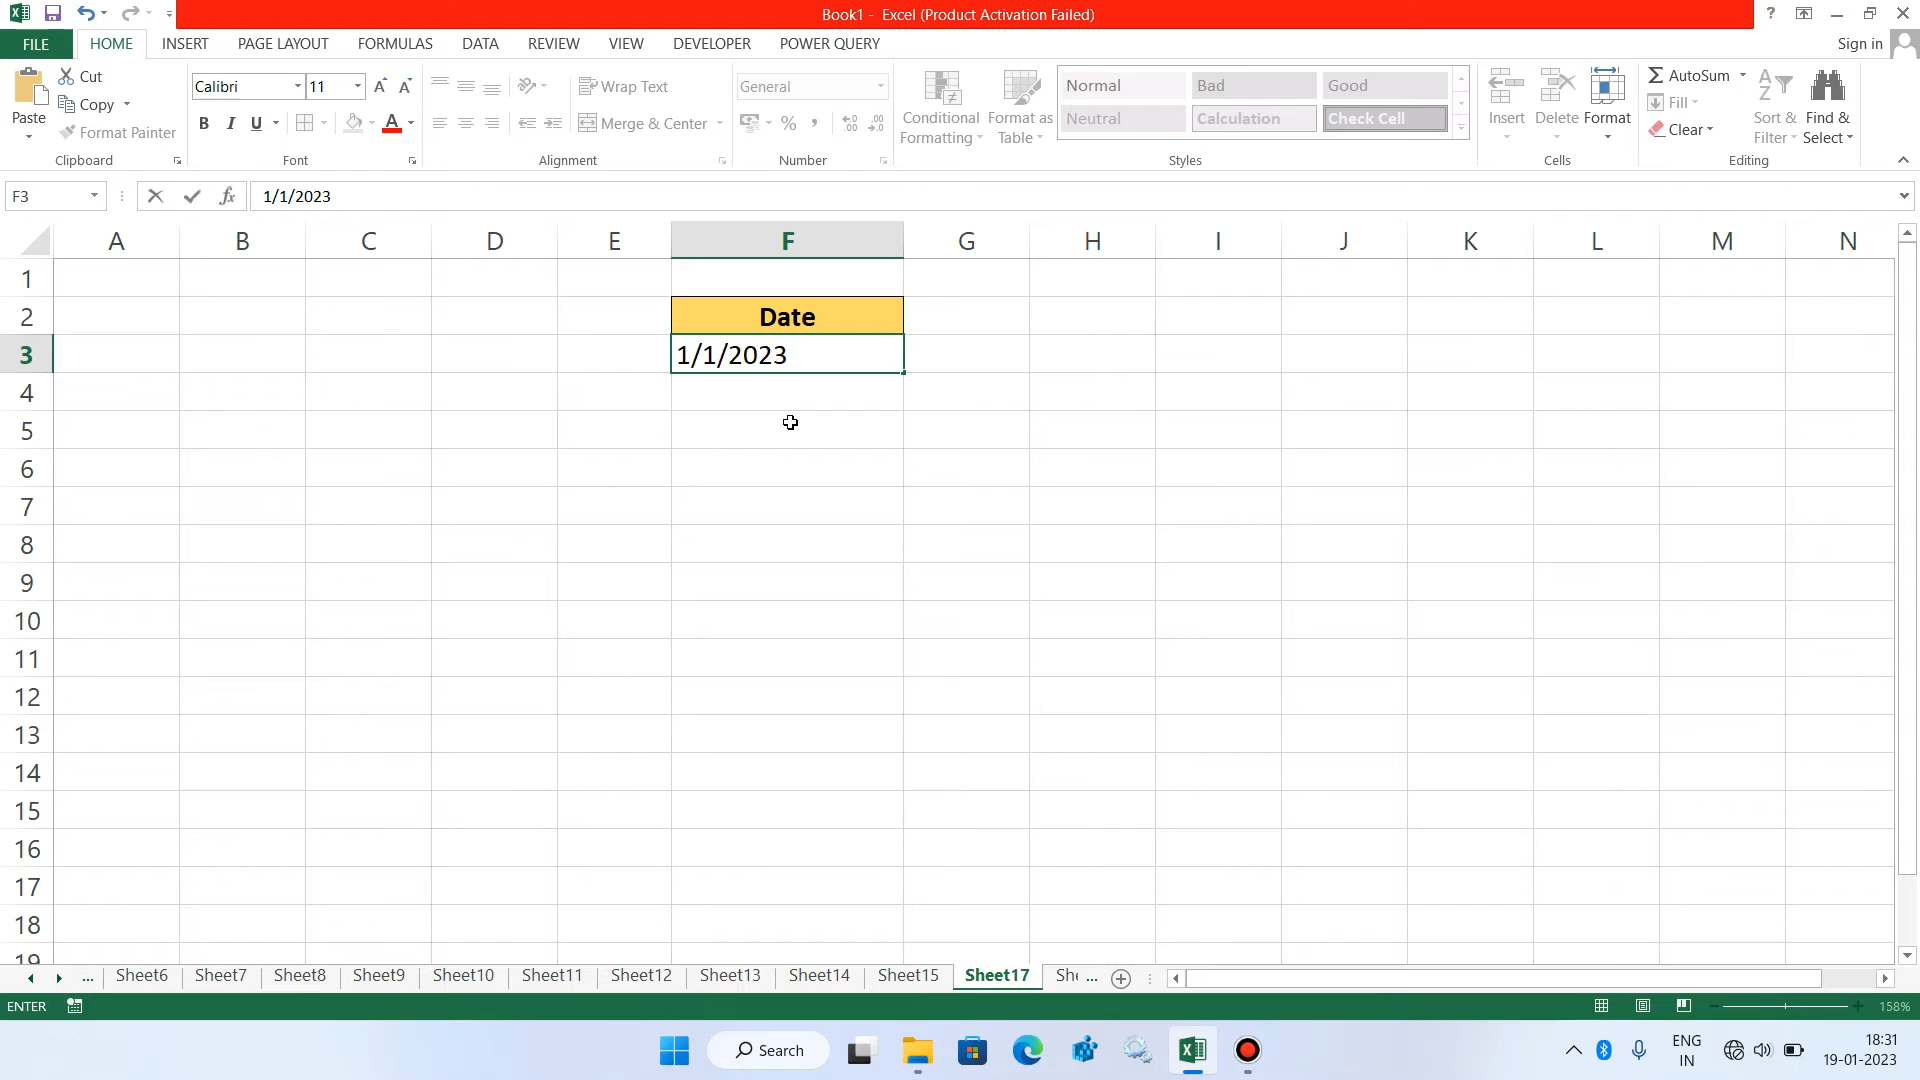 Book1 - Excel (Product Activation Failed)
?
FILE HOME INSERT PAGE LAYOUT FORMULAS DATA REVIEW VIEW DEVELOPER POWER QUERY Sign in
Paste
Cut
Copy
Format Painter
Clipboard
Calibri 11
B I U
Font
Wrap Text
Merge & Center
Alignment
General
Number
Conditional Formatting
Format as Table
Normal Bad Good
Neutral Calculation Check Cell
Styles
Insert Delete Format
Cells
AutoSum
Fill
Clear
Sort & Filter
Find & Select
Editing
F3 fx 1/1/2023
A B C D E F G H I J K L M N
1
2 Date
3 1/1/2023
4
5
6
7
8
9
10
11
12
13
14
15
16
17
18
19
... Sheet6 Sheet7 Sheet8 Sheet9 Sheet10 Sheet11 Sheet12 Sheet13 Sheet14 Sheet15 Sheet17 She ...
ENTER 158%
Search
ENG
IN
18:31
19-01-2023